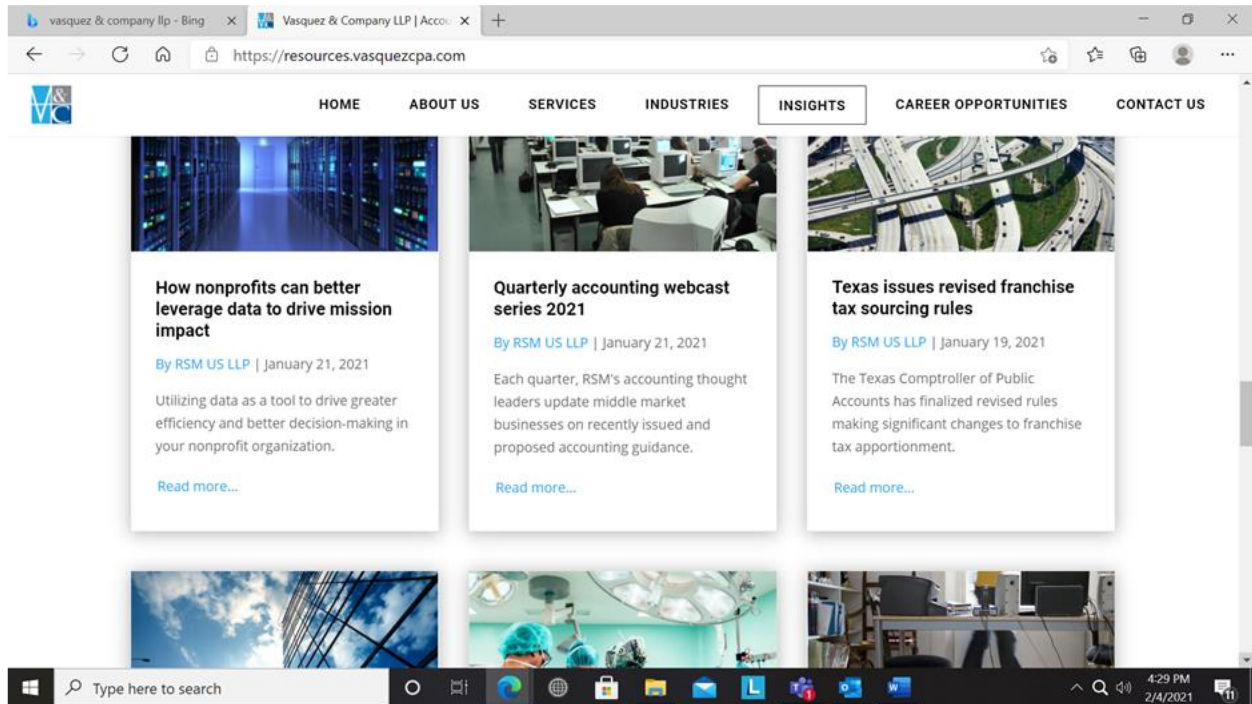 vasquez & company llp - Bing
Vasquez & Company LLP | Accou
https://resources.vasquezcpa.com
V&C
HOME ABOUT US SERVICES INDUSTRIES INSIGHTS CAREER OPPORTUNITIES CONTACT US
How nonprofits can better
leverage data to drive mission
impact
By RSM US LLP | January 21, 2021
Utilizing data as a tool to drive greater
efficiency and better decision-making in
your nonprofit organization.
Read more...
Quarterly accounting webcast
series 2021
By RSM US LLP | January 21, 2021
Each quarter, RSM's accounting thought
leaders update middle market
businesses on recently issued and
proposed accounting guidance.
Read more...
Texas issues revised franchise
tax sourcing rules
By RSM US LLP | January 19, 2021
The Texas Comptroller of Public
Accounts has finalized revised rules
making significant changes to franchise
tax apportionment.
Read more...
Type here to search
4:29 PM
2/4/2021
11